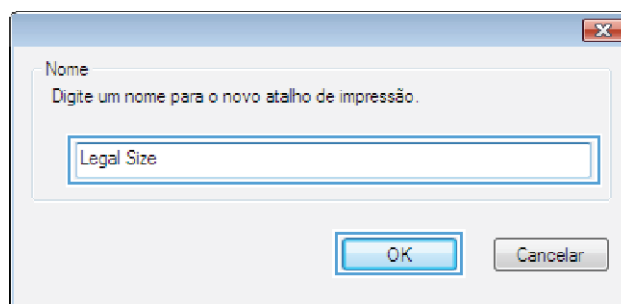 Nome
Digite um nome para o novo atalho de impressão.
Legal Size
OK
Cancelar